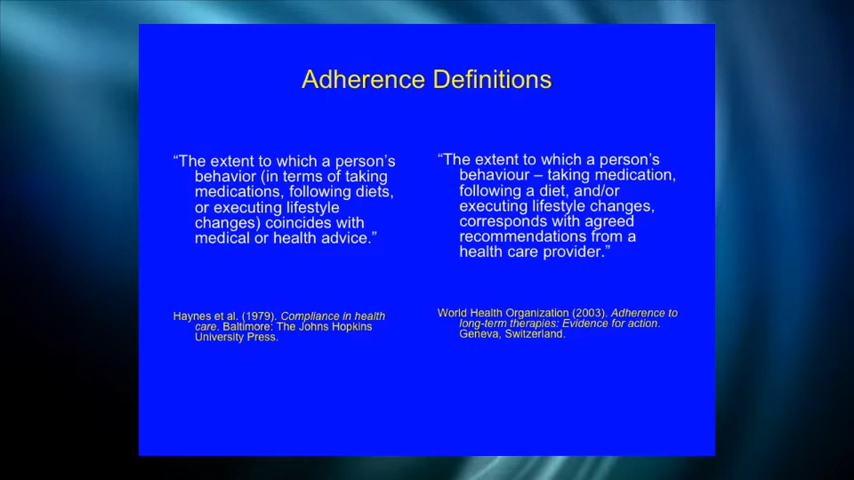 Adherence Definitions
“The extent to which a person’s
behavior (in terms of taking
medications, following diets,
or executing lifestyle
changes) coincides with
medical or health advice.”
Haynes et al. (1979). Compliance in health
care. Baltimore: The Johns Hopkins
University Press.
“The extent to which a person’s
behaviour – taking medication,
following a diet, and/or
executing lifestyle changes,
corresponds with agreed
recommendations from a
health care provider.”
World Health Organization (2003). Adherence to
long-term therapies: Evidence for action.
Geneva, Switzerland.